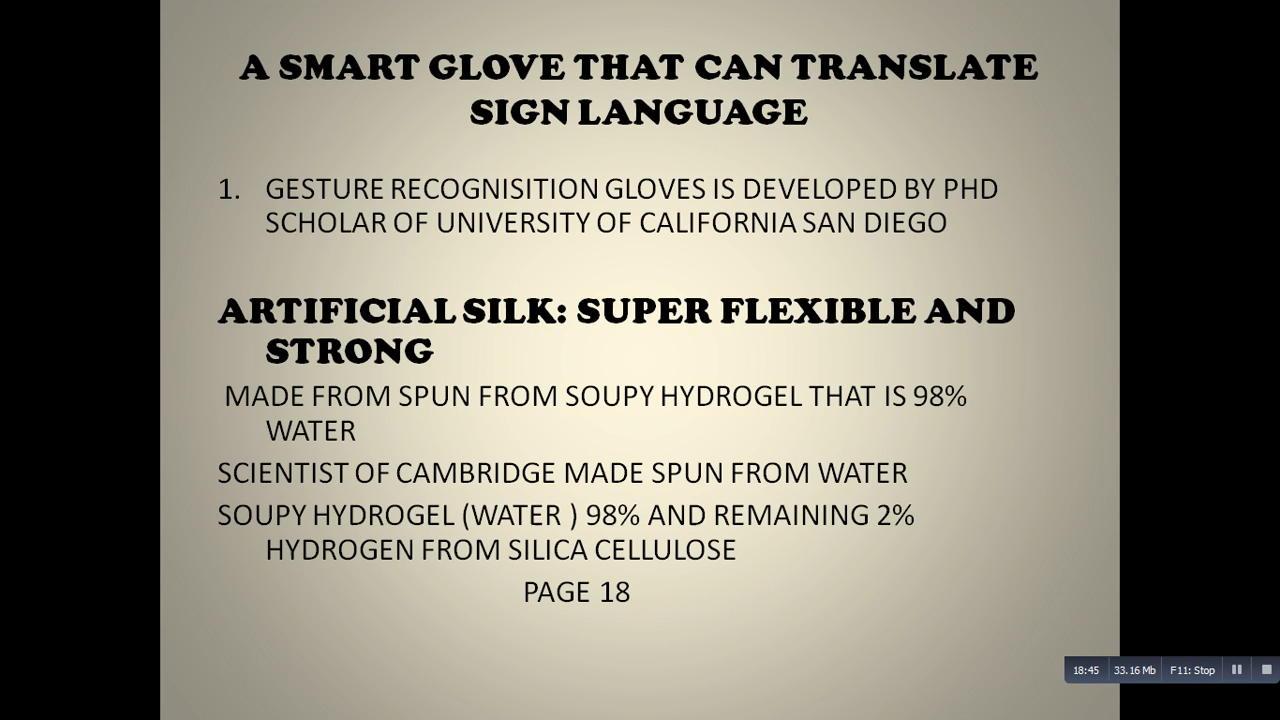 A SMART GLOVE THAT CAN TRANSLATE
SIGN LANGUAGE
1. GESTURE RECOGNISITION GLOVES IS DEVELOPED BY PHD
SCHOLAR OF UNIVERSITY OF CALIFORNIA SAN DIEGO
ARTIFICIAL SILK: SUPER FLEXIBLE AND
STRONG
MADE FROM SPUN FROM SOUPY HYDROGEL THAT IS 98%
WATER
SCIENTIST OF CAMBRIDGE MADE SPUN FROM WATER
SOUPY HYDROGEL (WATER ) 98% AND REMAINING 2%
HYDROGEN FROM SILICA CELLULOSE
PAGE 18
18:45 33.16 Mb F11: Stop